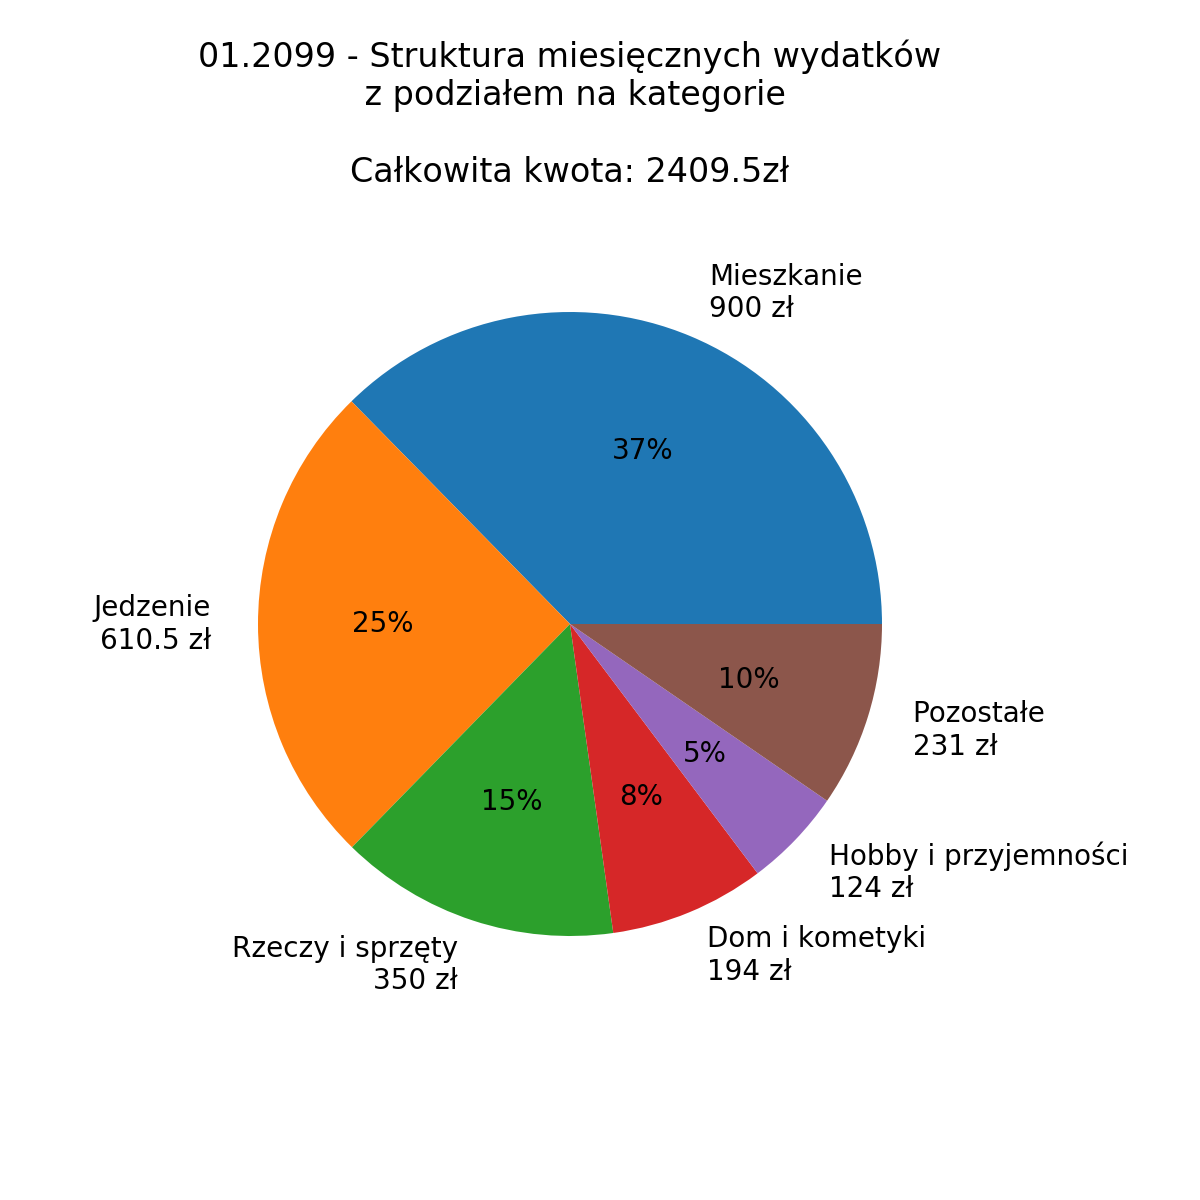 01.2099 - Struktura miesięcznych wydatków
z podziałem na kategorie
Całkowita kwota: 2409.5zł
Mieszkanie
900 zł
37%
Jedzenie
610.5 zł
25%
10%
Pozostałe
231 zł
5%
15%
8%
Hobby i przyjemności
124 zł
Rzeczy i sprzęty
350 zł
Dom i kometyki
194 zł